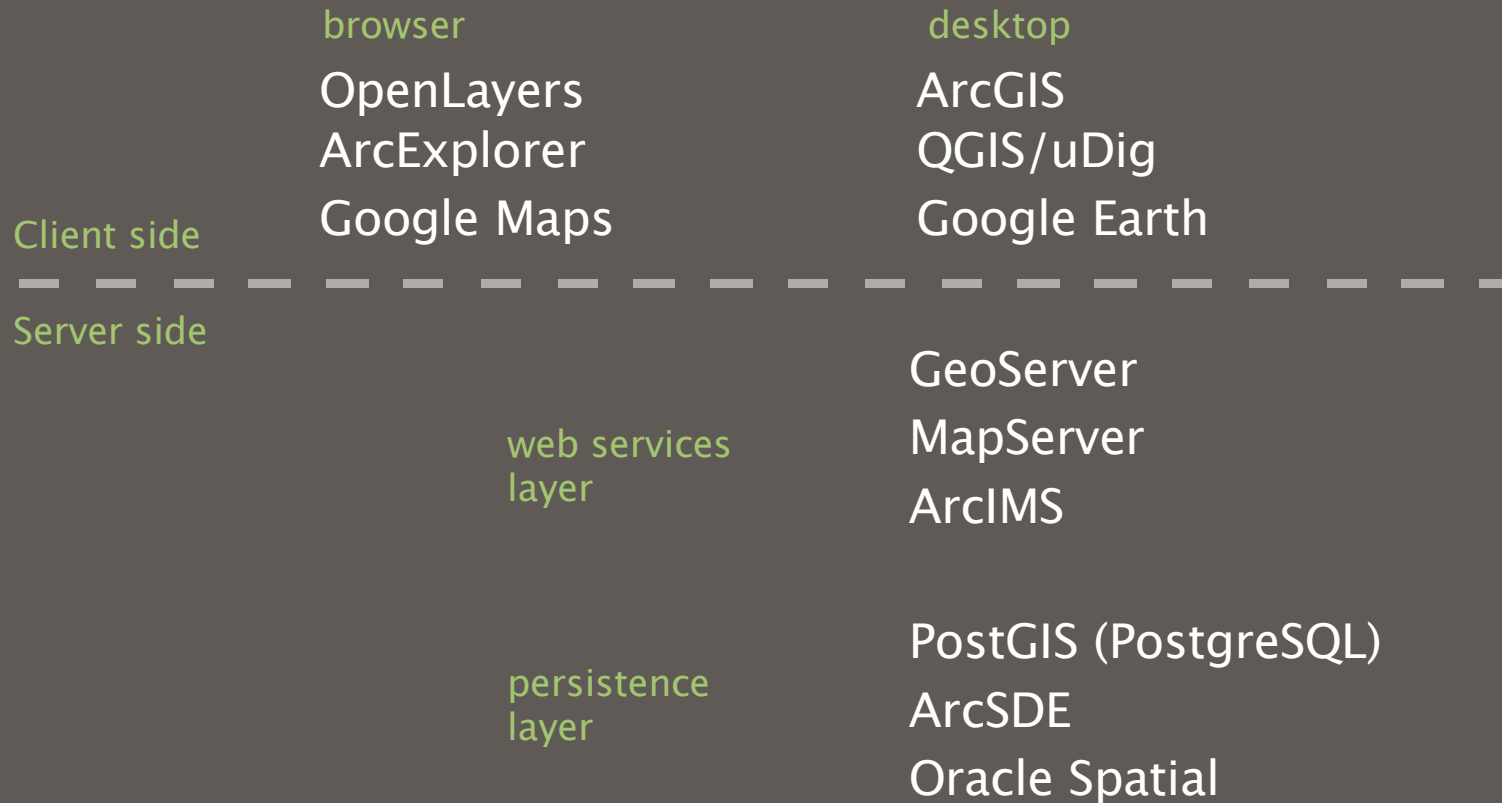 browser
OpenLayers
ArcExplorer
Google Maps
desktop
ArcGIS
QGIS/uDig
Google Earth
Client side
Server side
web services
layer
GeoServer
MapServer
ArcIMS
persistence
layer
PostGIS (PostgreSQL)
ArcSDE
Oracle Spatial